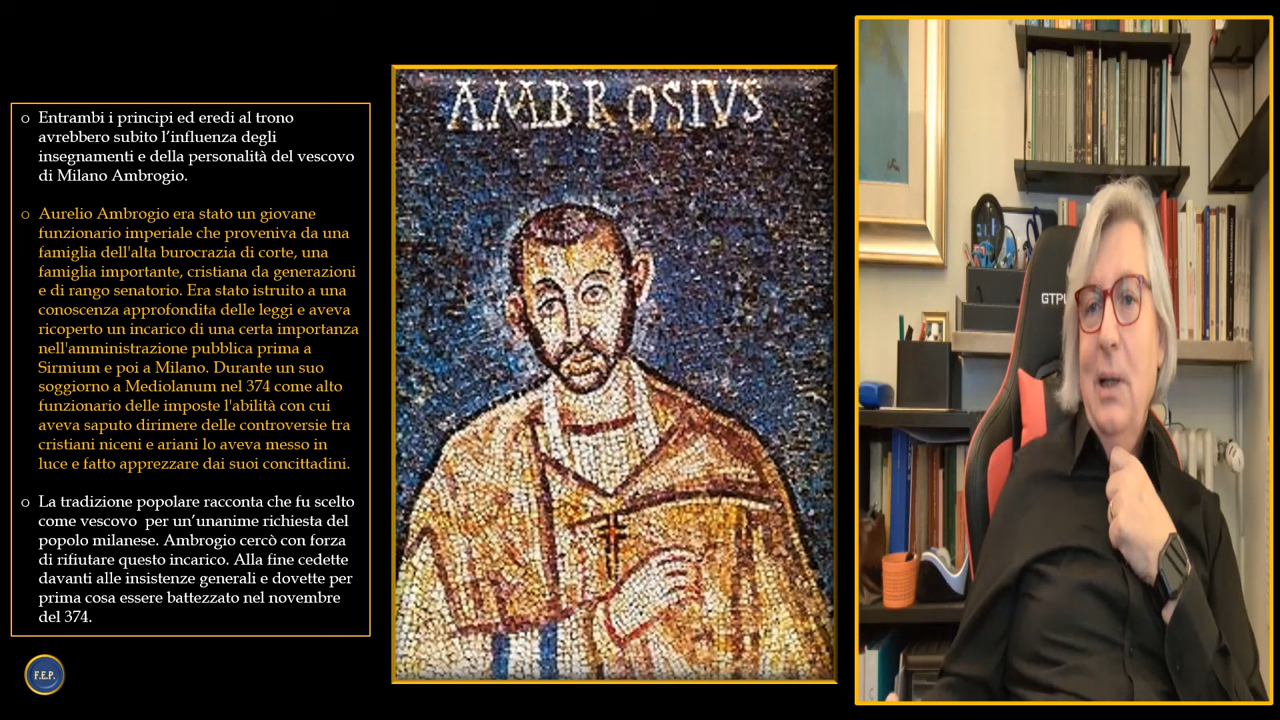 Entrambi i principi ed eredi al trono
avrebbero subito l’influenza degli
insegnamenti e della personalità del vescovo
di Milano Ambrogio.
Aurelio Ambrogio era stato un giovane
funzionario imperiale che proveniva da una
famiglia dell'alta burocrazia di corte, una
famiglia importante, cristiana da generazioni
e di rango senatorio. Era stato istruito a una
conoscenza approfondita delle leggi e aveva
ricoperto un incarico di una certa importanza
nell'amministrazione pubblica prima a
Sirmium e poi a Milano. Durante un suo
soggiorno a Mediolanum nel 374 come alto
funzionario delle imposte l'abilità con cui
aveva saputo dirimere delle controversie tra
cristiani niceni e ariani lo aveva messo in
luce e fatto apprezzare dai suoi concittadini.
La tradizione popolare racconta che fu scelto
come vescovo  per un’unanime richiesta del
popolo milanese. Ambrogio cercò con forza
di rifiutare questo incarico. Alla fine cedette
davanti alle insistenze generali e dovette per
prima cosa essere battezzato nel novembre
del 374.
F.E.P.
AMBROSIVS